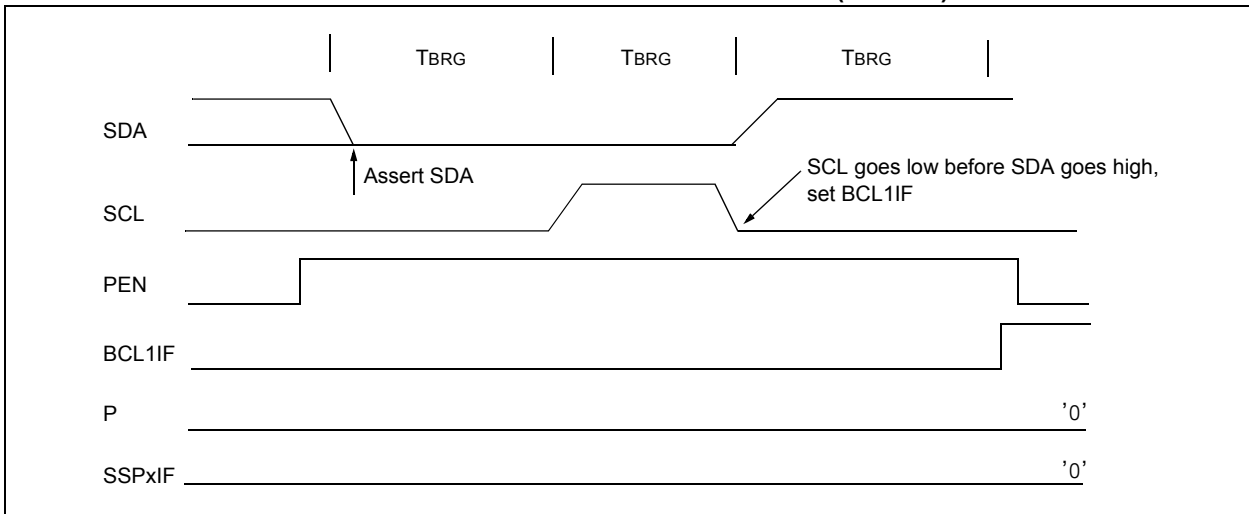 TBRG TBRG TBRG
SDA
Assert SDA
SCL goes low before SDA goes high,
set BCL1IF
SCL
PEN
BCL1IF
P '0'
SSPxIF '0'